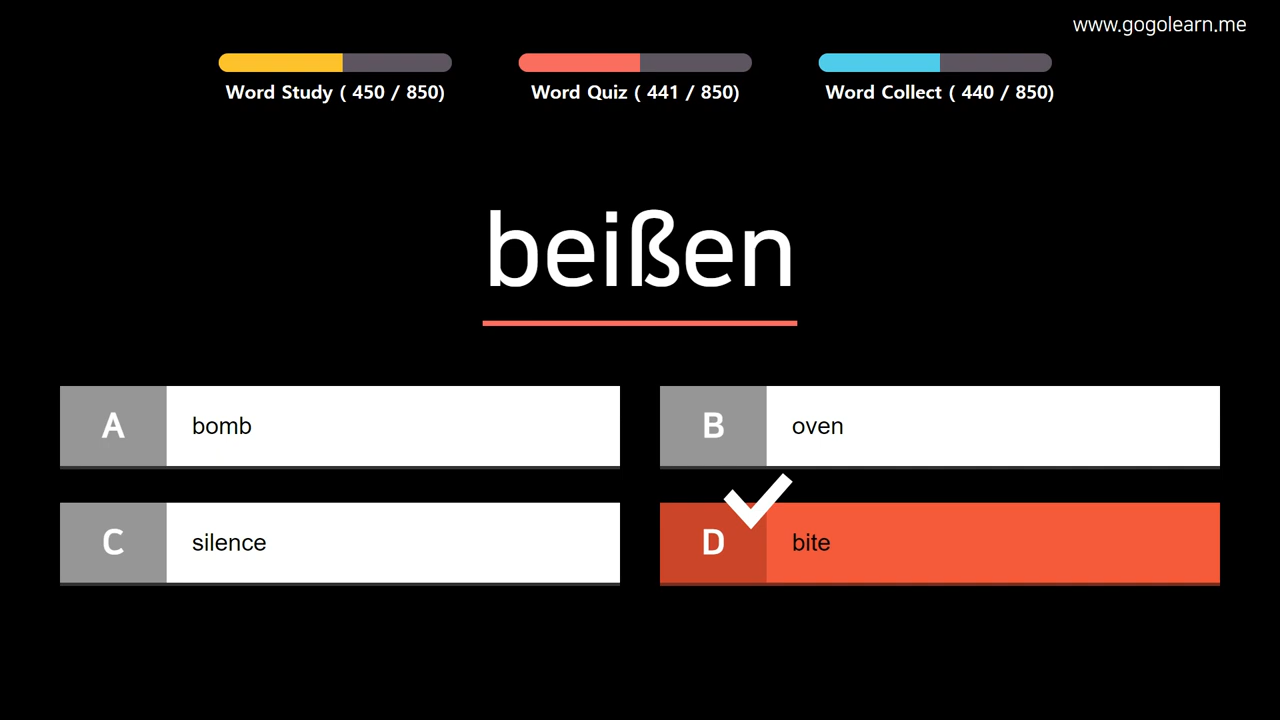 www.gogolearn.me
Word Study ( 450 / 850)
Word Quiz ( 441 / 850)
Word Collect ( 440 / 850)
beißen
A bomb
B oven
C silence
D bite